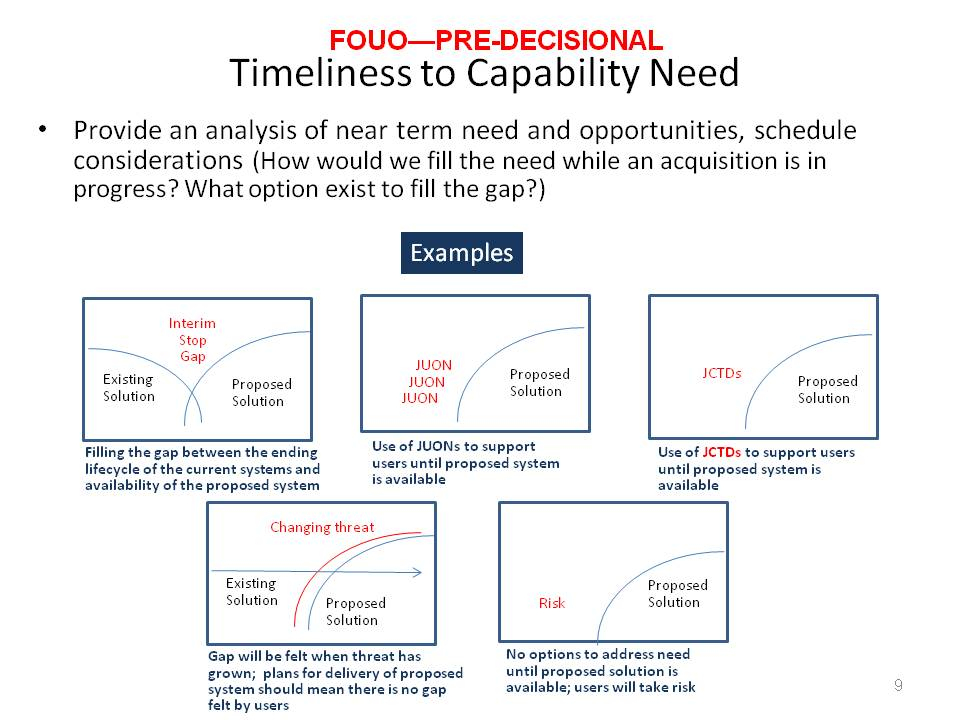 FOUO—PRE-DECISIONAL
Timeliness to Capability Need
• Provide an analysis of near term need and opportunities, schedule
considerations (How would we fill the need while an acquisition is in
progress? What option exist to fill the gap?)
Examples
Interim
Stop
Gap
Existing
Solution
Proposed
Solution
Filling the gap between the ending
lifecycle of the current systems and
availability of the proposed system
JUON
JUON
JUON
Proposed
Solution
Use of JUONs to support
users until proposed system
is available
JCTDs
Proposed
Solution
Use of JCTDs to support users
until proposed system is
available
Changing threat
Existing
Solution
Proposed
Solution
Gap will be felt when threat has
grown; plans for delivery of proposed
system should mean there is no gap
felt by users
Risk
Proposed
Solution
No options to address need
until proposed solution is
available; users will take risk
9